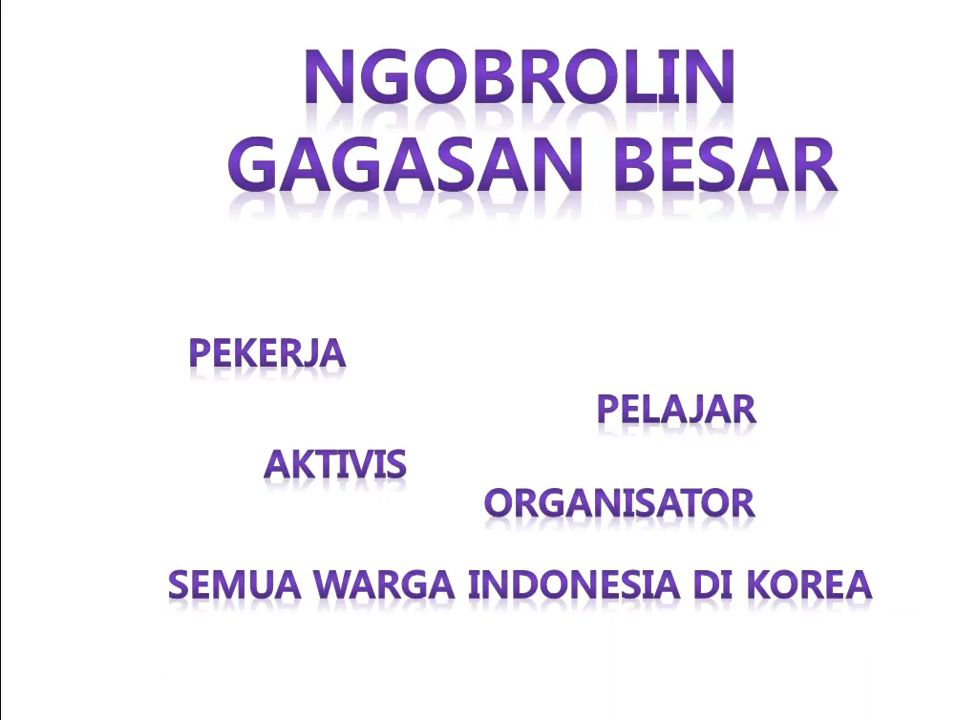 NGOBROLIN
GAGASAN BESAR
PEKERJA
PELAJAR
AKTIVIS
ORGANISATOR
SEMUA WARGA INDONESIA DI KOREA